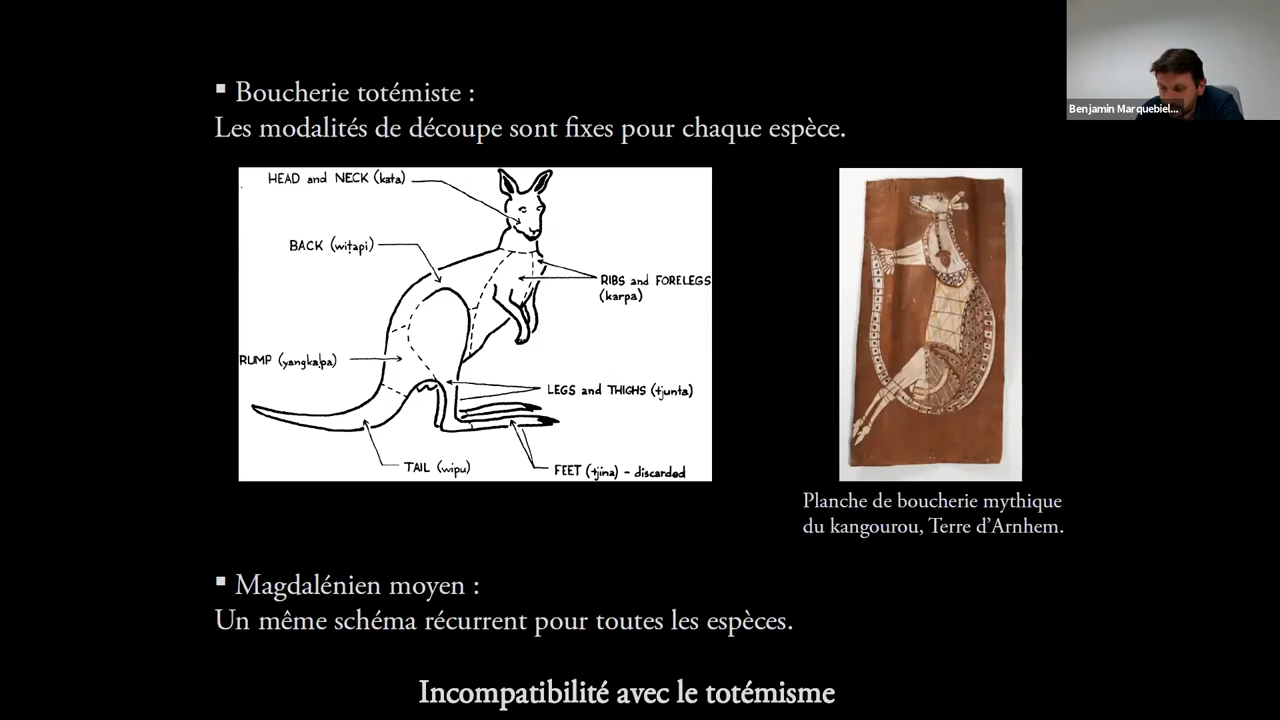 ▪ Boucherie totémiste :
Les modalités de découpe sont fixes pour chaque espèce.
Benjamin Marquebiel...
HEAD and NECK (kata)
BACK (wiṭapi)
RIBS and FORELEGS
(karpa)
RUMP (yangkaḷpa)
LEGS and THIGHS (tjunta)
TAIL (wipu)
FEET (tjina) - discarded
Planche de boucherie mythique
du kangourou, Terre d’Arnhem.
▪ Magdalénien moyen :
Un même schéma récurrent pour toutes les espèces.
Incompatibilité avec le totémisme